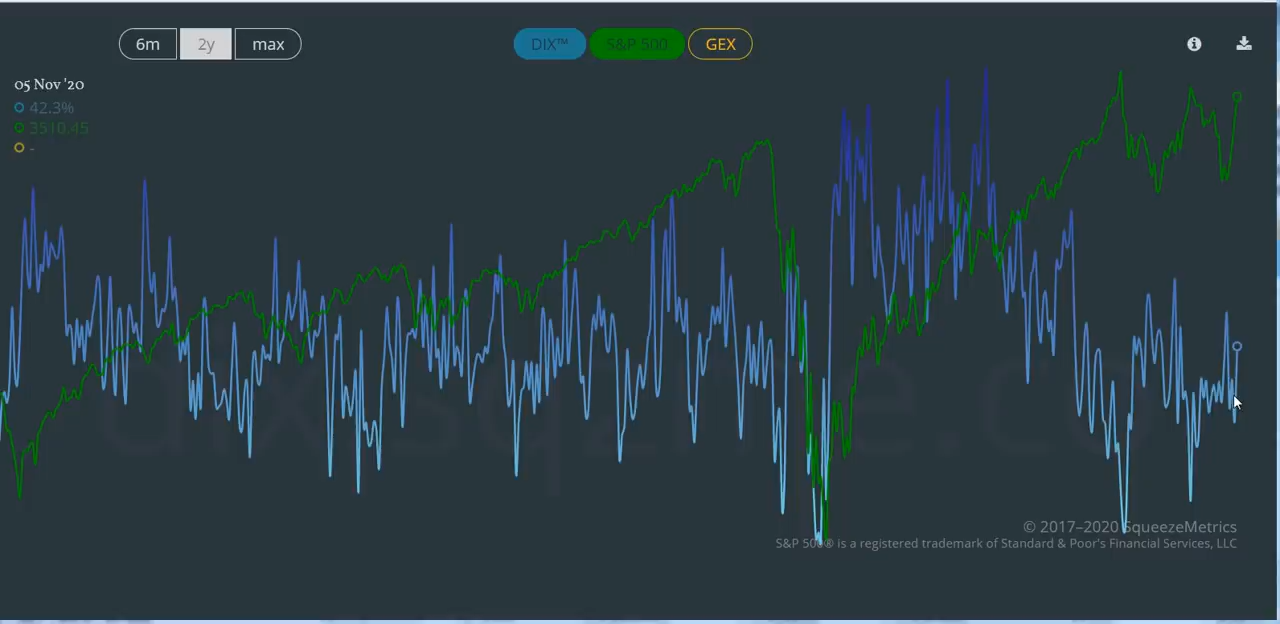 6m 2y max DIX™ S&P 500 GEX
05 Nov '20
42.3%
3510.45
-
© 2017–2020 SqueezeMetrics
S&P 500® is a registered trademark of Standard & Poor's Financial Services, LLC